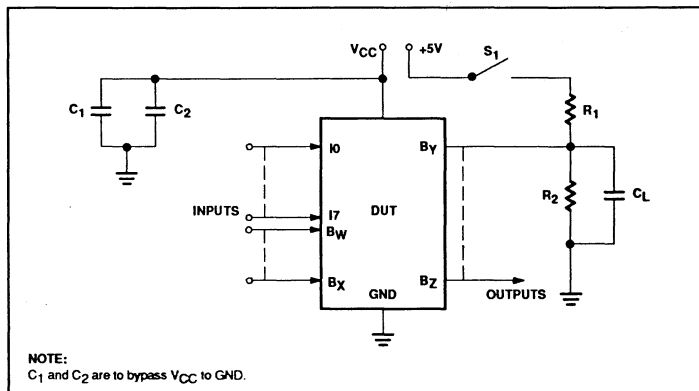 VCC
+5V
S1
C1
C2
R1
I0
BY
R2
CL
INPUTS
I7
DUT
BW
BX
BZ
GND
OUTPUTS
NOTE:
C1 and C2 are to bypass VCC to GND.